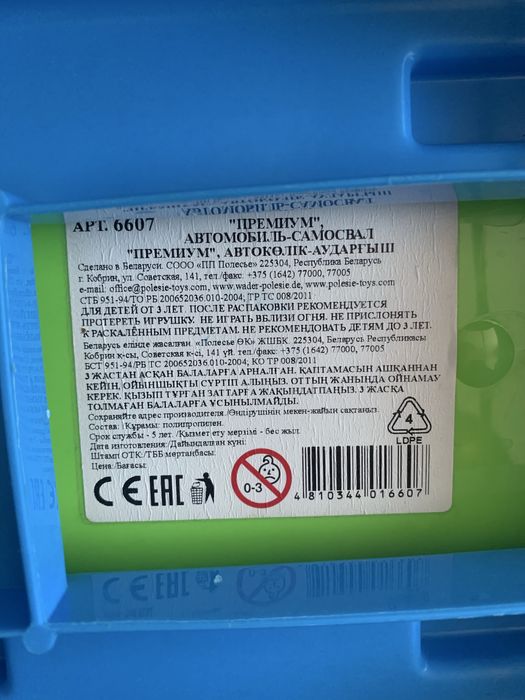 АРТ. 6607 "ПРЕМИУМ",
АВТОМОБИЛЬ-САМОСВАЛ
"ПРЕМИУМ", АВТОКӨЛІК-АУДАРҒЫШ
Сделано в Беларуси. СООО «ПП Полесье» 225304, Республика Беларусь
г. Кобрин, ул. Советская, 141, тел./факс: +375 (1642) 77000, 77005
e-mail: office@polesie-toys.com, www.wader-polesie.by, www.polesie-toys.com
СТБ 951-94/ТО РБ 200652036.010-2004; ТР ТС 008/2011
ДЛЯ ДЕТЕЙ ОТ 3 ЛЕТ. ПОСЛЕ РАСПАКОВКИ РЕКОМЕНДУЕТСЯ
ПРОТЕРЕТЬ ИГРУШКУ. НЕ ИГРАТЬ ВБЛИЗИ ОГНЯ. НЕ ПРИСЛОНЯТЬ
К РАСКАЛЁННЫМ ПРЕДМЕТАМ. НЕ РЕКОМЕНДОВАТЬ ДЕТЯМ ДО 3 ЛЕТ.
Беларусь елінде жасалған. «Полесье ӨК» ЖШБК. 225304, Беларусь Республикасы
Кобрин қ-сы, Советская к-сі, 141 үй. тел./факс: +375 (1642) 77000, 77005
БСТ 951-94/РБ ТС 200652036.010-2004; КО ТР 008/2011
3 ЖАСТАН АСҚАН БАЛАЛАРҒА АРНАЛҒАН. ҚАПТАМАСЫН АШҚАННАН
КЕЙІН, ОЙЫНШЫҚТЫ СҮРТІП АЛЫҢЫЗ. ОТТЫҢ ЖАНЫНДА ОЙНАМАУ
КЕРЕК. ҚЫЗЫП ТҰРҒАН ЗАТТАРҒА ЖАҚЫНДАТПАҢЫЗ. 3 ЖАСҚА
ТОЛМАҒАН БАЛАЛАРҒА ҰСЫНЫЛМАЙДЫ.
Сохраняйте адрес производителя./Өндірушінің мекен-жайын сақтаңыз.
Состав:/Құрамы: полипропилен.
Срок службы - 5 лет./Қызмет ету мерзімі - бес жыл.
Дата изготовления:/Дайындалған күні:
Штамп ОТК:/ТББ мөртаңбасы:
Цена:/Бағасы:
CE EAC
0-3
4 810344 016607
4
LDPE